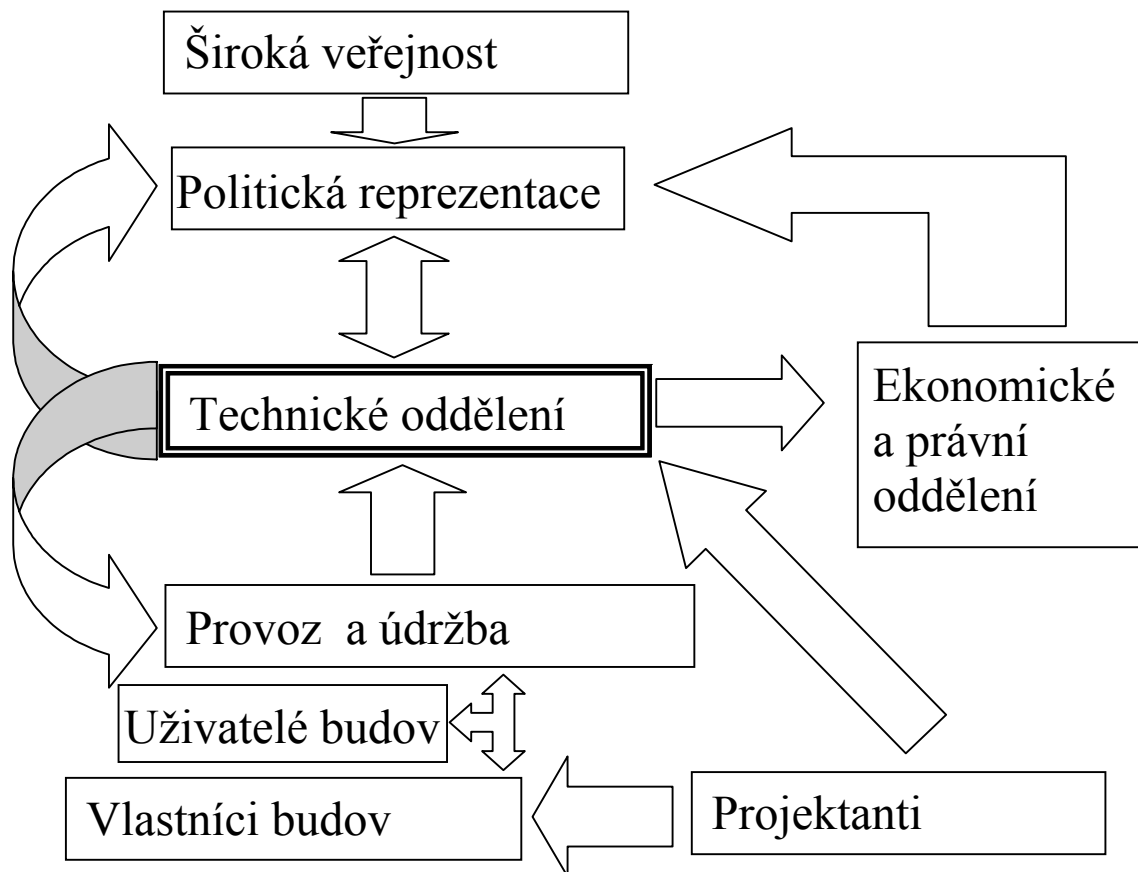 Široká veřejnost
Politická reprezentace
Technické oddělení
Ekonomické
a právní
oddělení
Provoz a údržba
Uživatelé budov
Vlastníci budov
Projektanti